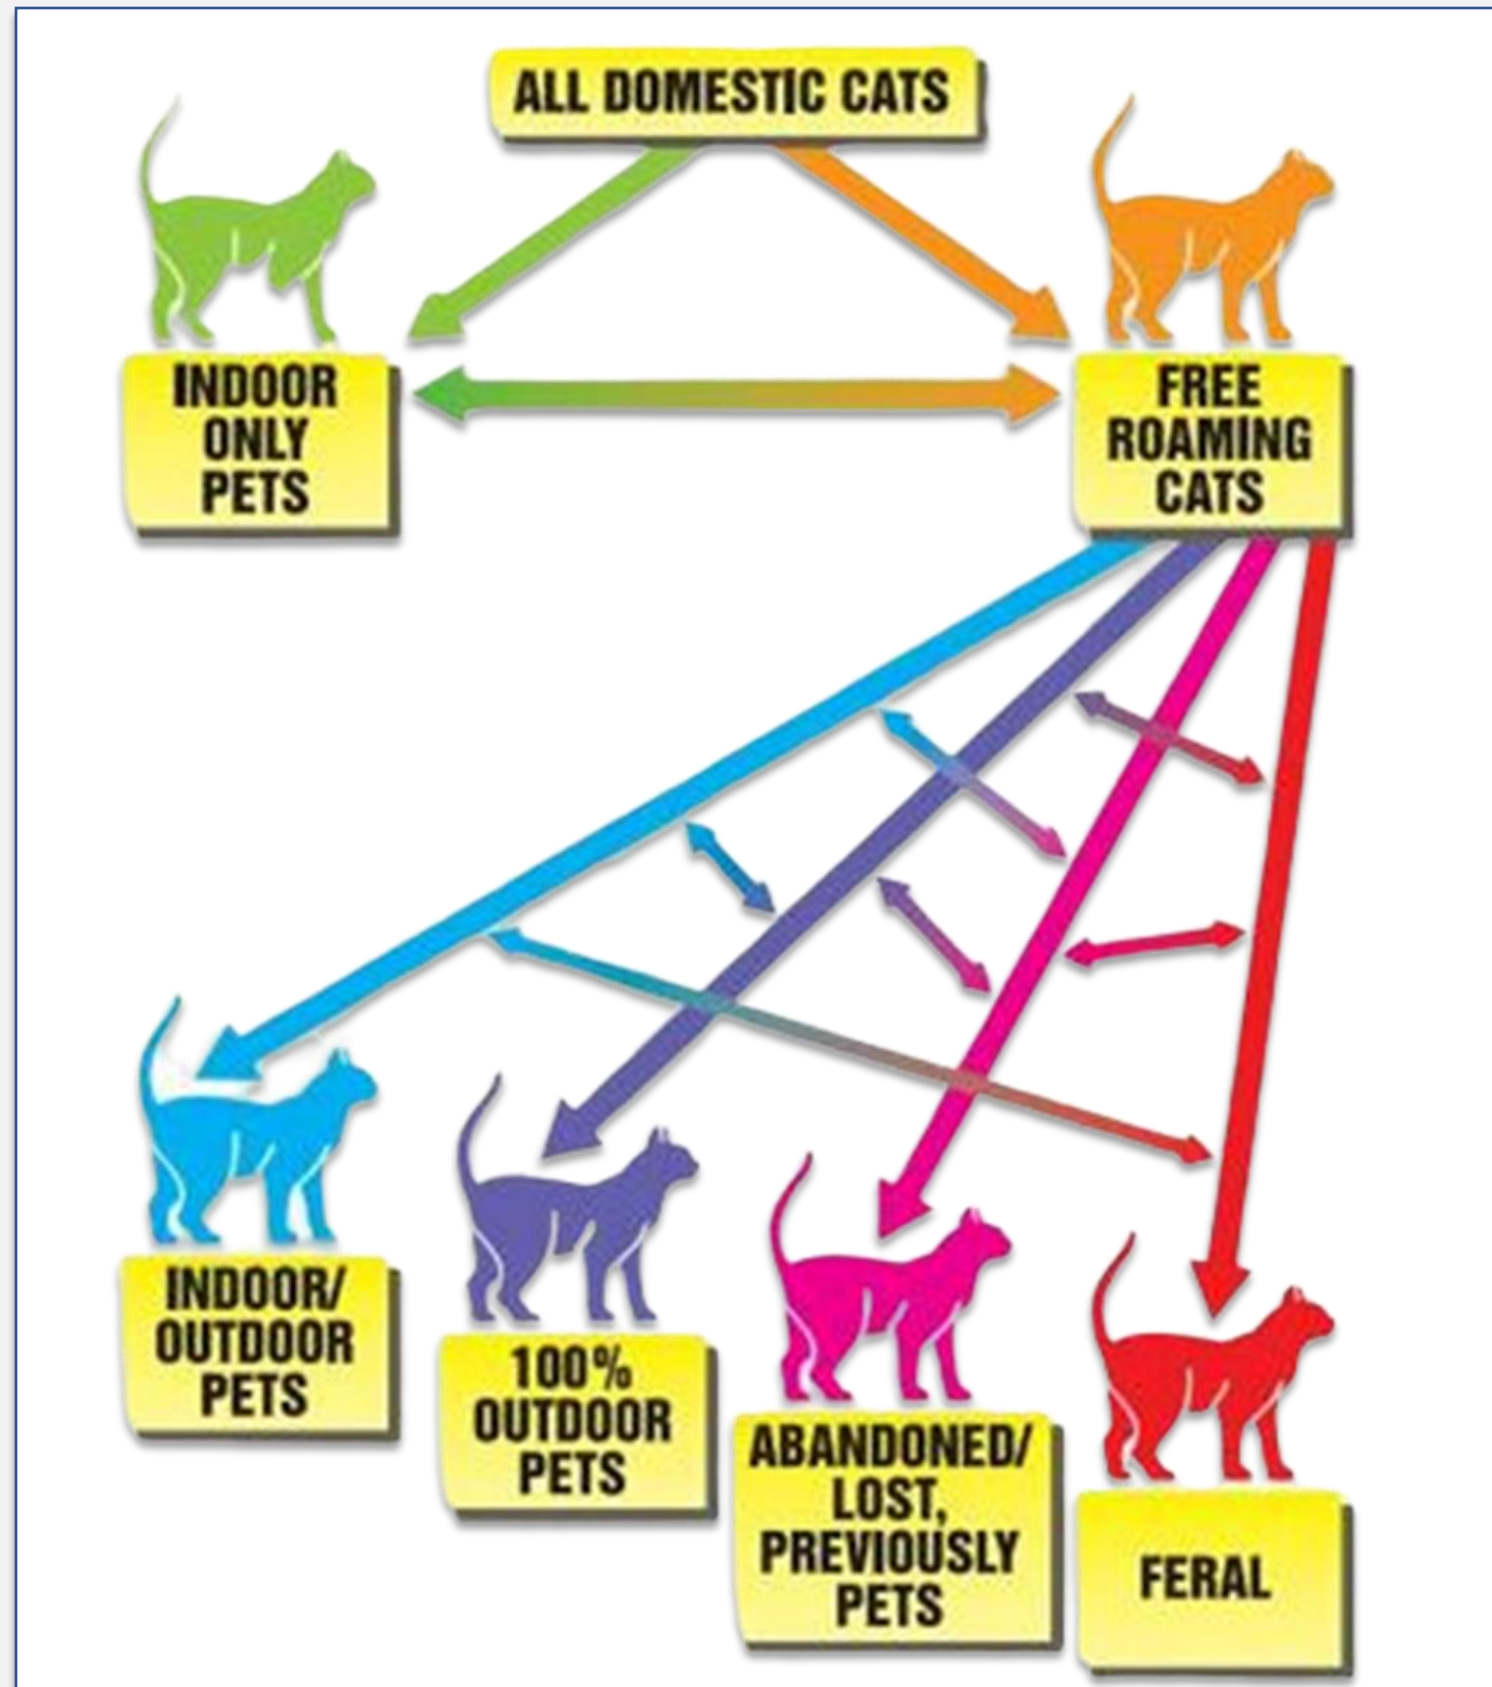 ALL DOMESTIC CATS
INDOOR
ONLY
PETS
FREE
ROAMING
CATS
INDOOR/
OUTDOOR
PETS
100%
OUTDOOR
PETS
ABANDONED/
LOST,
PREVIOUSLY
PETS
FERAL